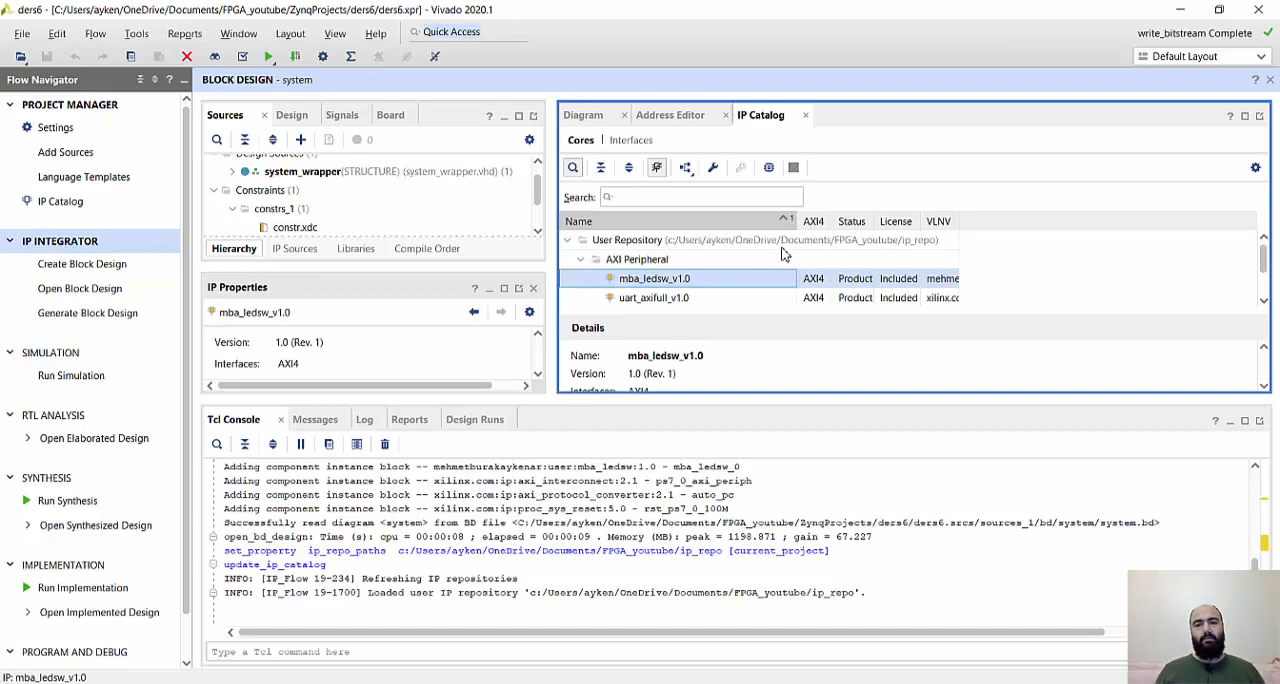 ders6 - [C:/Users/ayken/OneDrive/Documents/FPGA_youtube/ZynqProjects/ders6/ders6.xpr] - Vivado 2020.1
File Edit Flow Tools Reports Window Layout View Help Quick Access
write_bitstream Complete
Default Layout
Flow Navigator
PROJECT MANAGER
Settings
Add Sources
Language Templates
IP Catalog
IP INTEGRATOR
Create Block Design
Open Block Design
Generate Block Design
SIMULATION
Run Simulation
RTL ANALYSIS
Open Elaborated Design
SYNTHESIS
Run Synthesis
Open Synthesized Design
IMPLEMENTATION
Run Implementation
Open Implemented Design
PROGRAM AND DEBUG
BLOCK DESIGN - system
Sources Design Signals Board
0
Design Sources
system_wrapper(STRUCTURE) (system_wrapper.vhd) (1)
Constraints (1)
constrs_1 (1)
constr.xdc
Hierarchy IP Sources Libraries Compile Order
IP Properties
mba_ledsw_v1.0
Version: 1.0 (Rev. 1)
Interfaces: AXI4
Diagram Address Editor IP Catalog
Cores Interfaces
Search:
Name 1 AXI4 Status License VLNV
User Repository (c:/Users/ayken/OneDrive/Documents/FPGA_youtube/ip_repo)
AXI Peripheral
mba_ledsw_v1.0 AXI4 Product Included mehme
uart_axifull_v1.0 AXI4 Product Included xilinx.cc
Details
Name: mba_ledsw_v1.0
Version: 1.0 (Rev. 1)
Interfaces: AXI4
Tcl Console Messages Log Reports Design Runs
Adding component instance block -- mehmetburakaykenar:user:mba_ledsw:1.0 - mba_ledsw_0
Adding component instance block -- xilinx.com:ip:axi_interconnect:2.1 - ps7_0_axi_periph
Adding component instance block -- xilinx.com:ip:axi_protocol_converter:2.1 - auto_pc
Adding component instance block -- xilinx.com:ip:proc_sys_reset:5.0 - rst_ps7_0_100M
Successfully read diagram <system> from BD file <C:/Users/ayken/OneDrive/Documents/FPGA_youtube/ZynqProjects/ders6/ders6.srcs/sources_1/bd/system/system.bd>
open_bd_design: Time (s): cpu = 00:00:08 ; elapsed = 00:00:09 . Memory (MB): peak = 1198.871 ; gain = 67.227
set_property ip_repo_paths c:/Users/ayken/OneDrive/Documents/FPGA_youtube/ip_repo [current_project]
update_ip_catalog
INFO: [IP_Flow 19-234] Refreshing IP repositories
INFO: [IP_Flow 19-1700] Loaded user IP repository 'c:/Users/ayken/OneDrive/Documents/FPGA_youtube/ip_repo'.
Type a Tcl command here
IP: mba_ledsw_v1.0